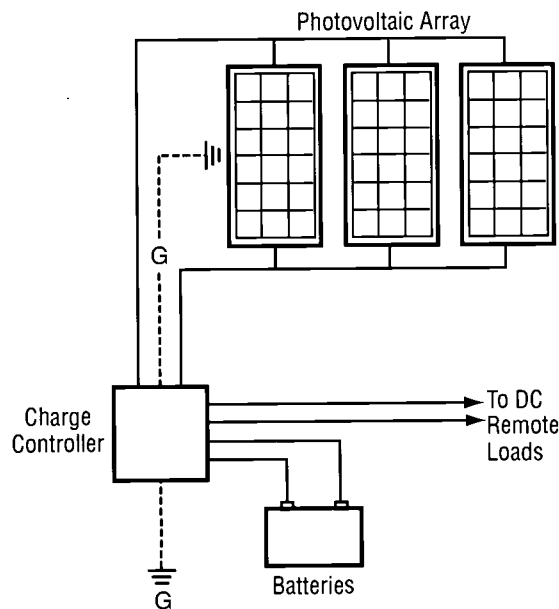 Photovoltaic Array
G
Charge
Controller
To DC
Remote
Loads
Batteries
G